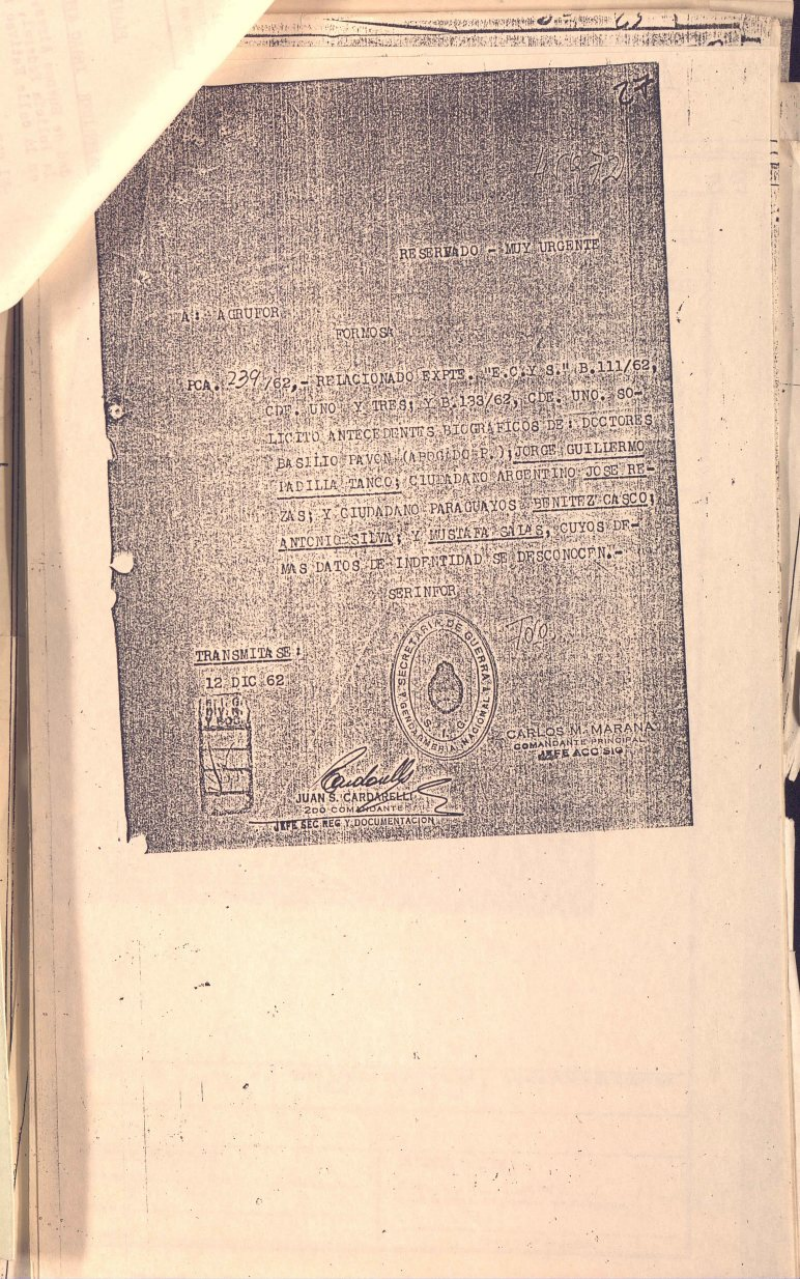 27
RESERVADO - MUY URGENTE
A: AGRUFOR
FORMOSA
PCA. 239/62,- RELACIONADO EXPTE. "E.C.Y S." B.111/62,
CDE. UNO Y TRES; Y B.133/62, CDE. UNO. SO-
LICITO ANTECEDENTES BIOGRAFICOS DE: DOCTORES
BASILIO PAVON (ABOGADO P.); JORGE GUILLERMO
PADILLA TANCO; CIUDADANO ARGENTINO JOSE RE-
ZAS; Y CIUDADANO PARAGUAYOS BENITEZ CASCO;
ANTONIO SILVA; Y MUSTAFA SALAS, CUYOS DE-
MAS DATOS DE INDENTIDAD SE DESCONOCEN.-
SERINFOR
TRANSMITASE:
12 DIC 62
SECRETARIA DE GUERRA
S. I. G.
GENDARMERIA NACIONAL
CARLOS M. MARANA
COMANDANTE PRINCIPAL
JEFE ACC SIG
JUAN S. CARDARELLI
2DO COMANDANTE
JEFE SEC REG Y DOCUMENTACION